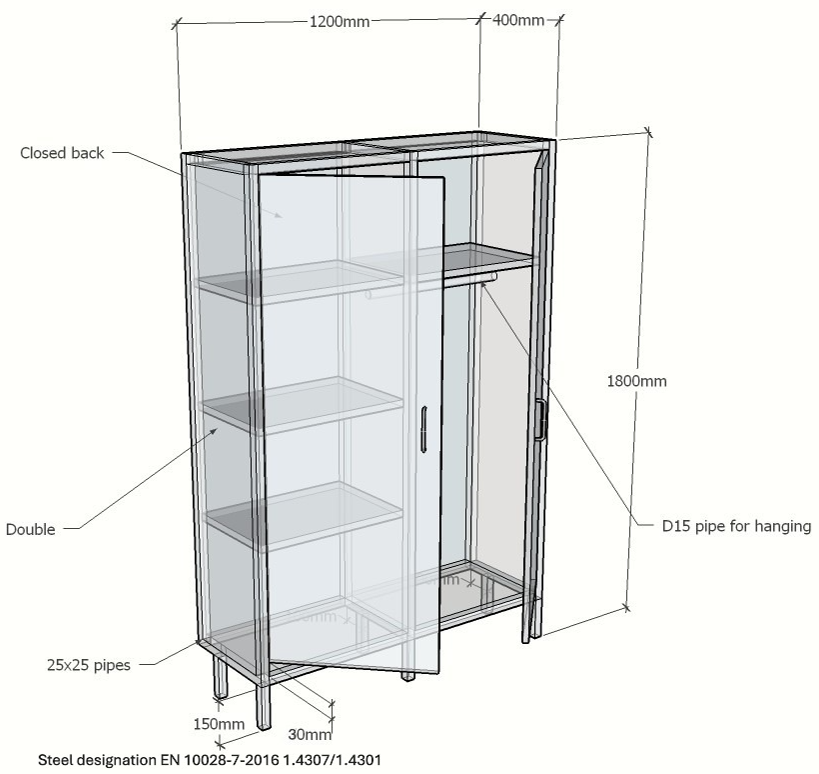 1200mm
400mm
Closed back
1800mm
D15 pipe for hanging
Double
25x25 pipes
150mm
30mm
Steel designation EN 10028-7-2016 1.4307/1.4301